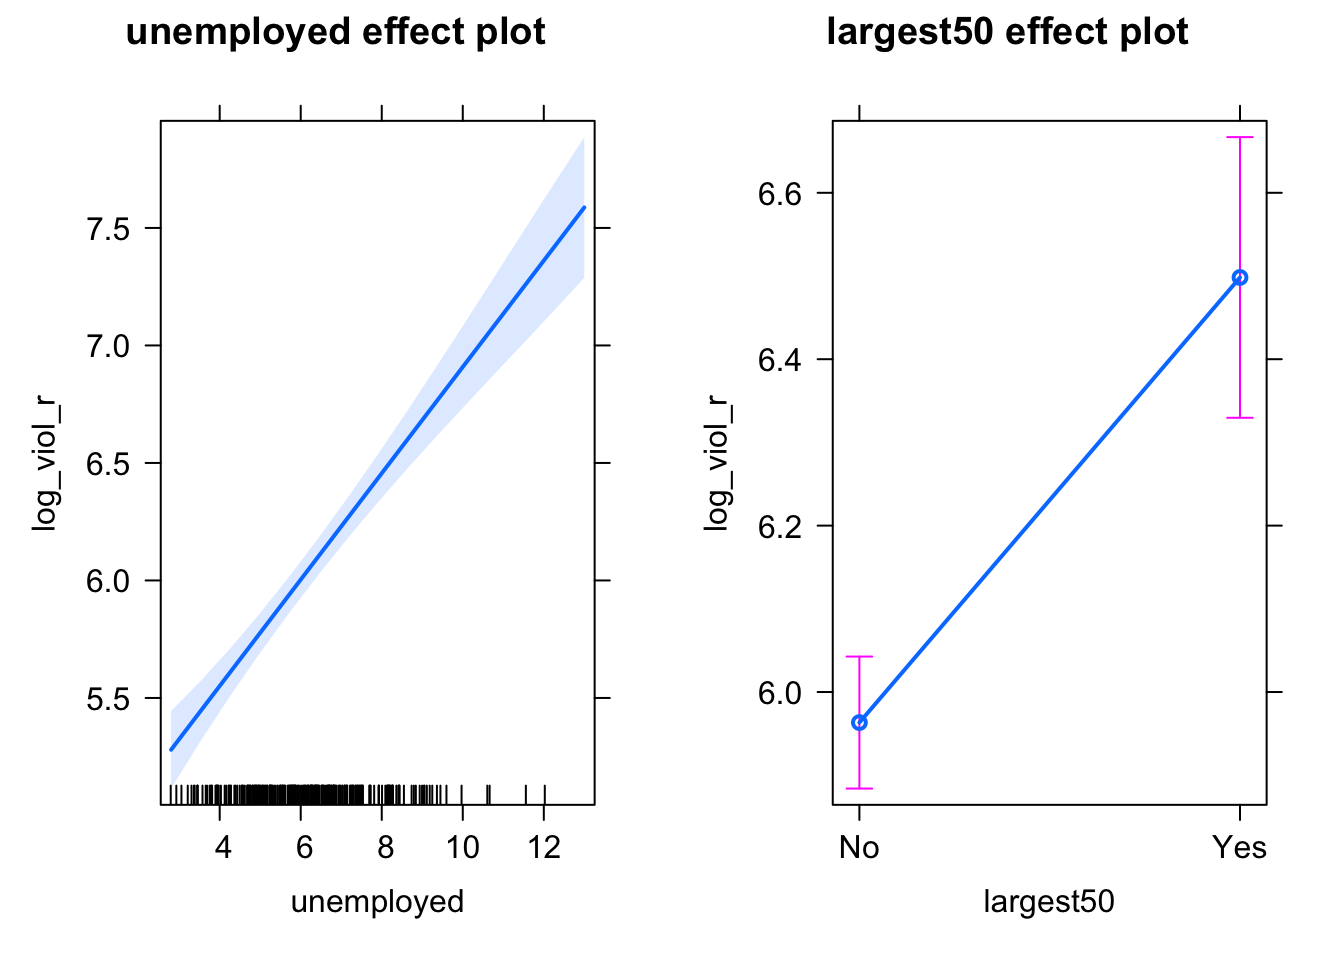 unemployed effect plot
log_viol_r
7.5
7.0
6.5
6.0
5.5
4 6 8 10 12
unemployed
largest50 effect plot
log_viol_r
6.6
6.4
6.2
6.0
No Yes
largest50